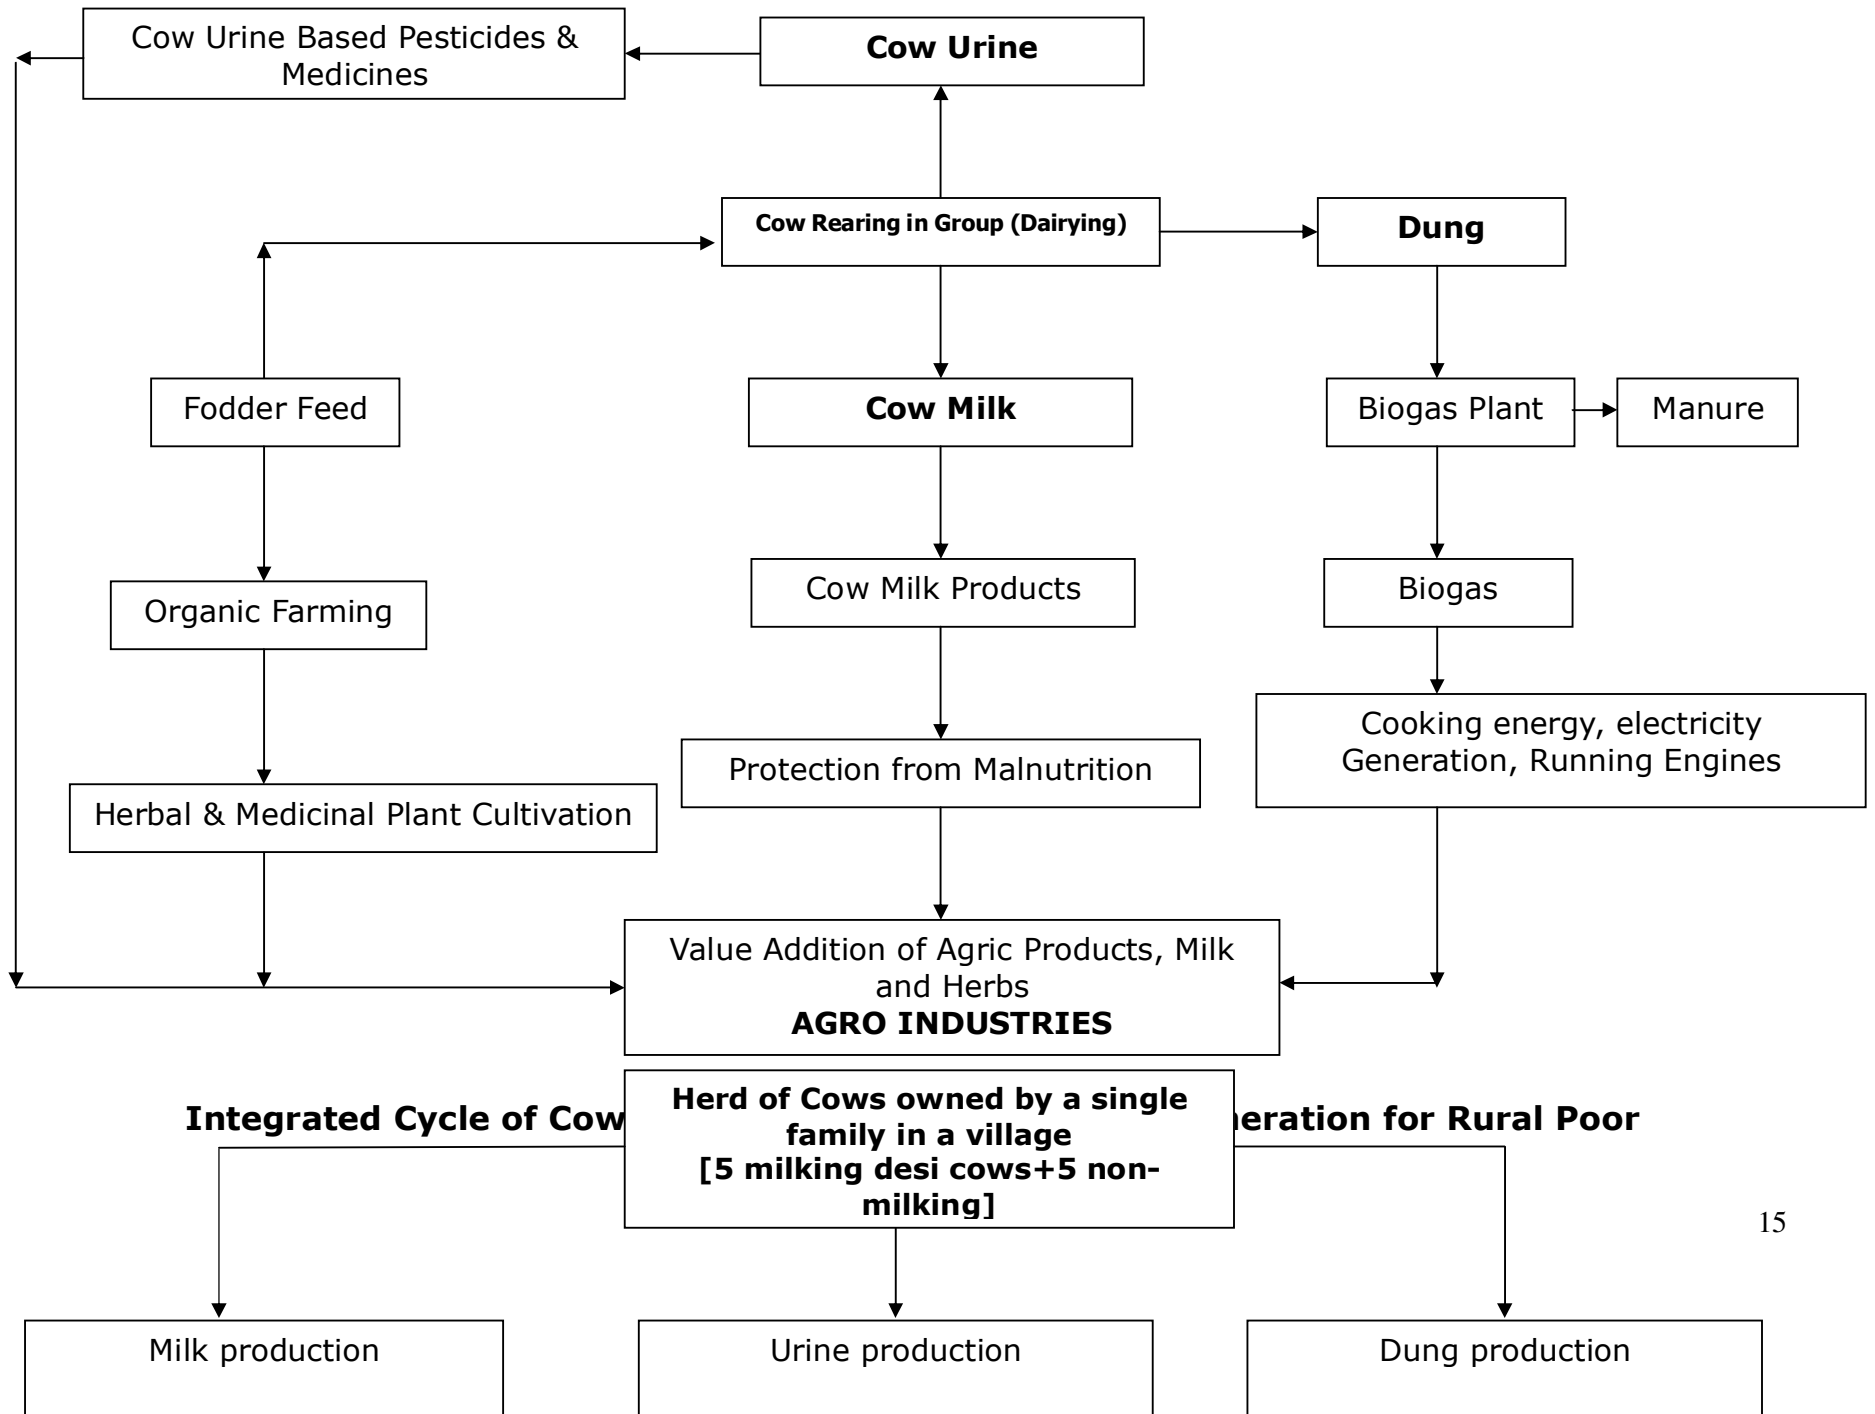 Cow Urine Based Pesticides &
Medicines
Cow Urine
Cow Rearing in Group (Dairying)
Dung
Fodder Feed
Cow Milk
Biogas Plant
Manure
Organic Farming
Cow Milk Products
Biogas
Cooking energy, electricity
Generation, Running Engines
Protection from Malnutrition
Herbal & Medicinal Plant Cultivation
Value Addition of Agric Products, Milk
and Herbs
AGRO INDUSTRIES
Integrated Cycle of Cow
Herd of Cows owned by a single
family in a village
[5 milking desi cows+5 non-
milking]
for Rural Poor
15
Milk production
Urine production
Dung production